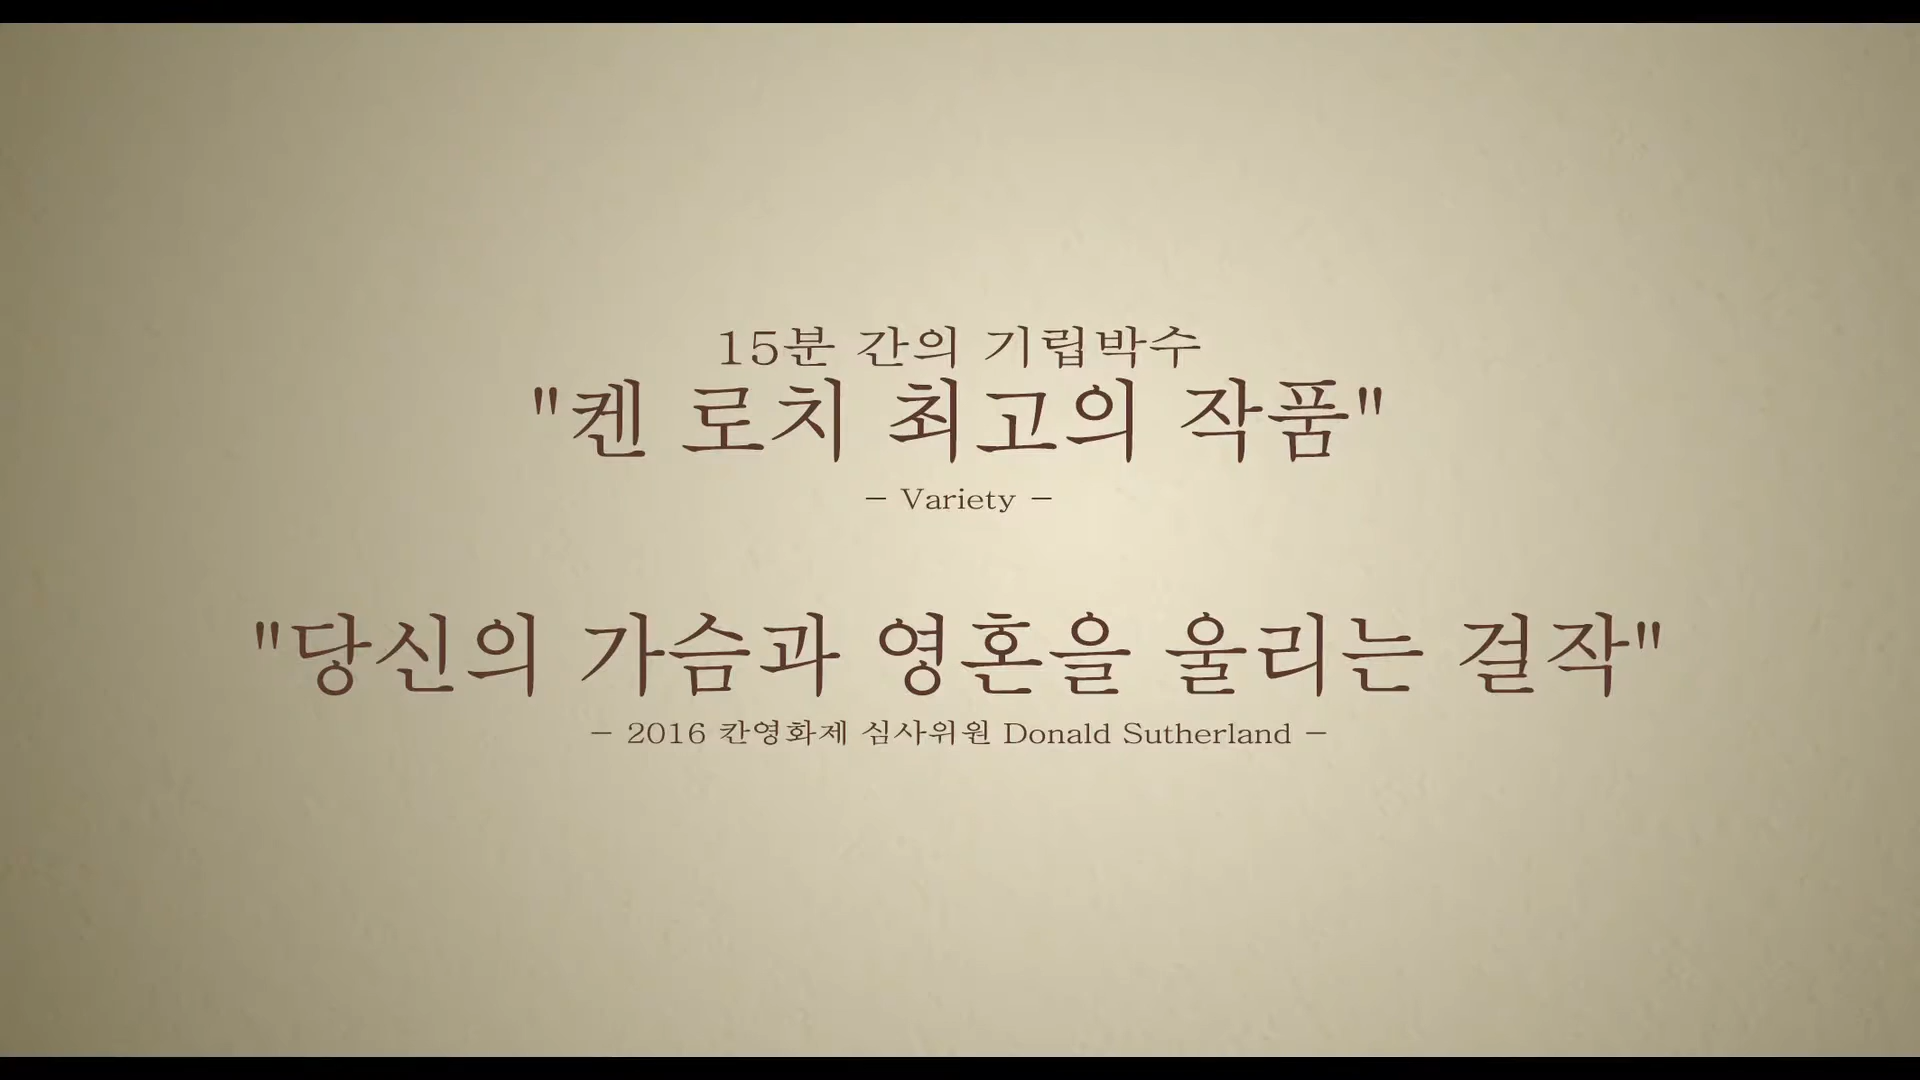 15분 간의 기립박수
"켄 로치 최고의 작품"
- Variety -
"당신의 가슴과 영혼을 울리는 걸작"
- 2016 칸영화제 심사위원 Donald Sutherland -